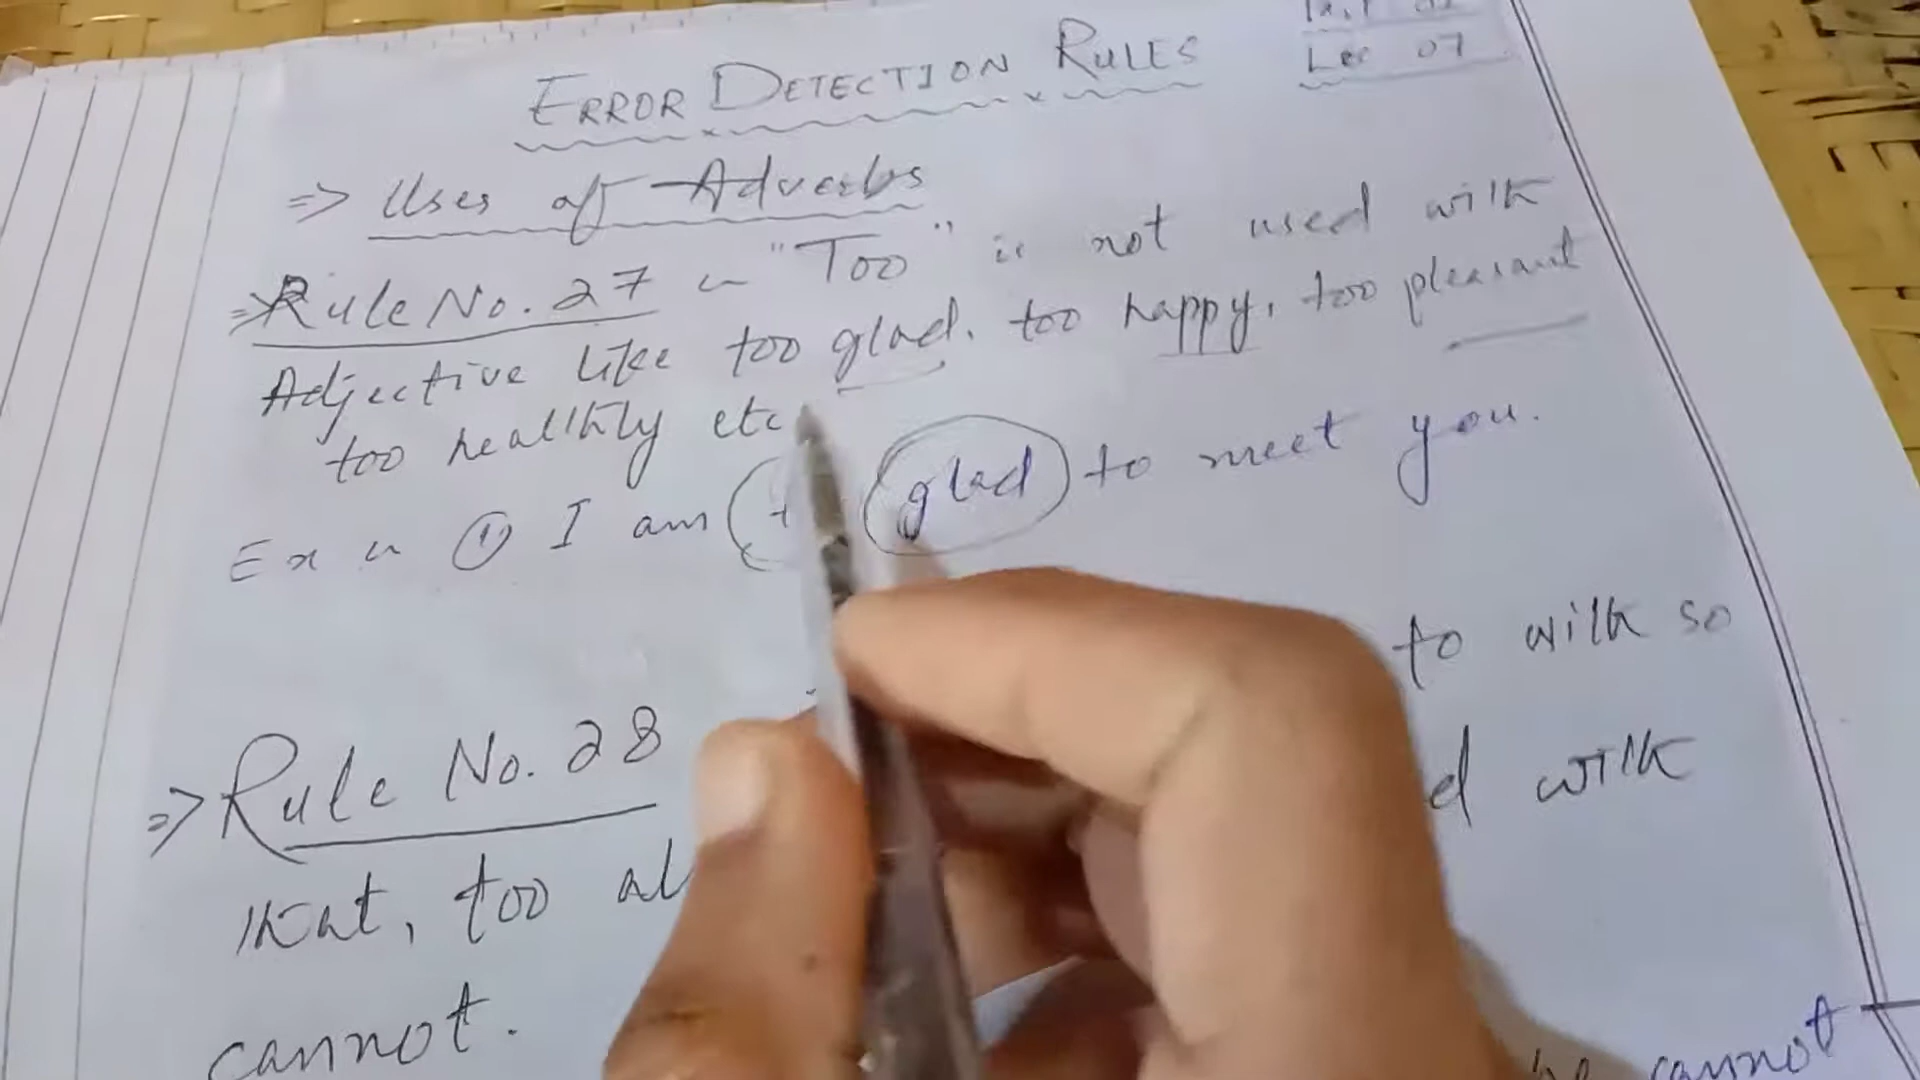 Lec 07
ERROR DETECTION RULES
⇒ Uses of Adverbs
⇒ Rule No. 27 ~ "Too" is not used with
Adjective like too glad, too happy, too pleasant
too healthly etc
Ex ~ ① I am glad to meet you.
to with so
⇒ Rule No. 28 with
that, too
cannot.
he cannot